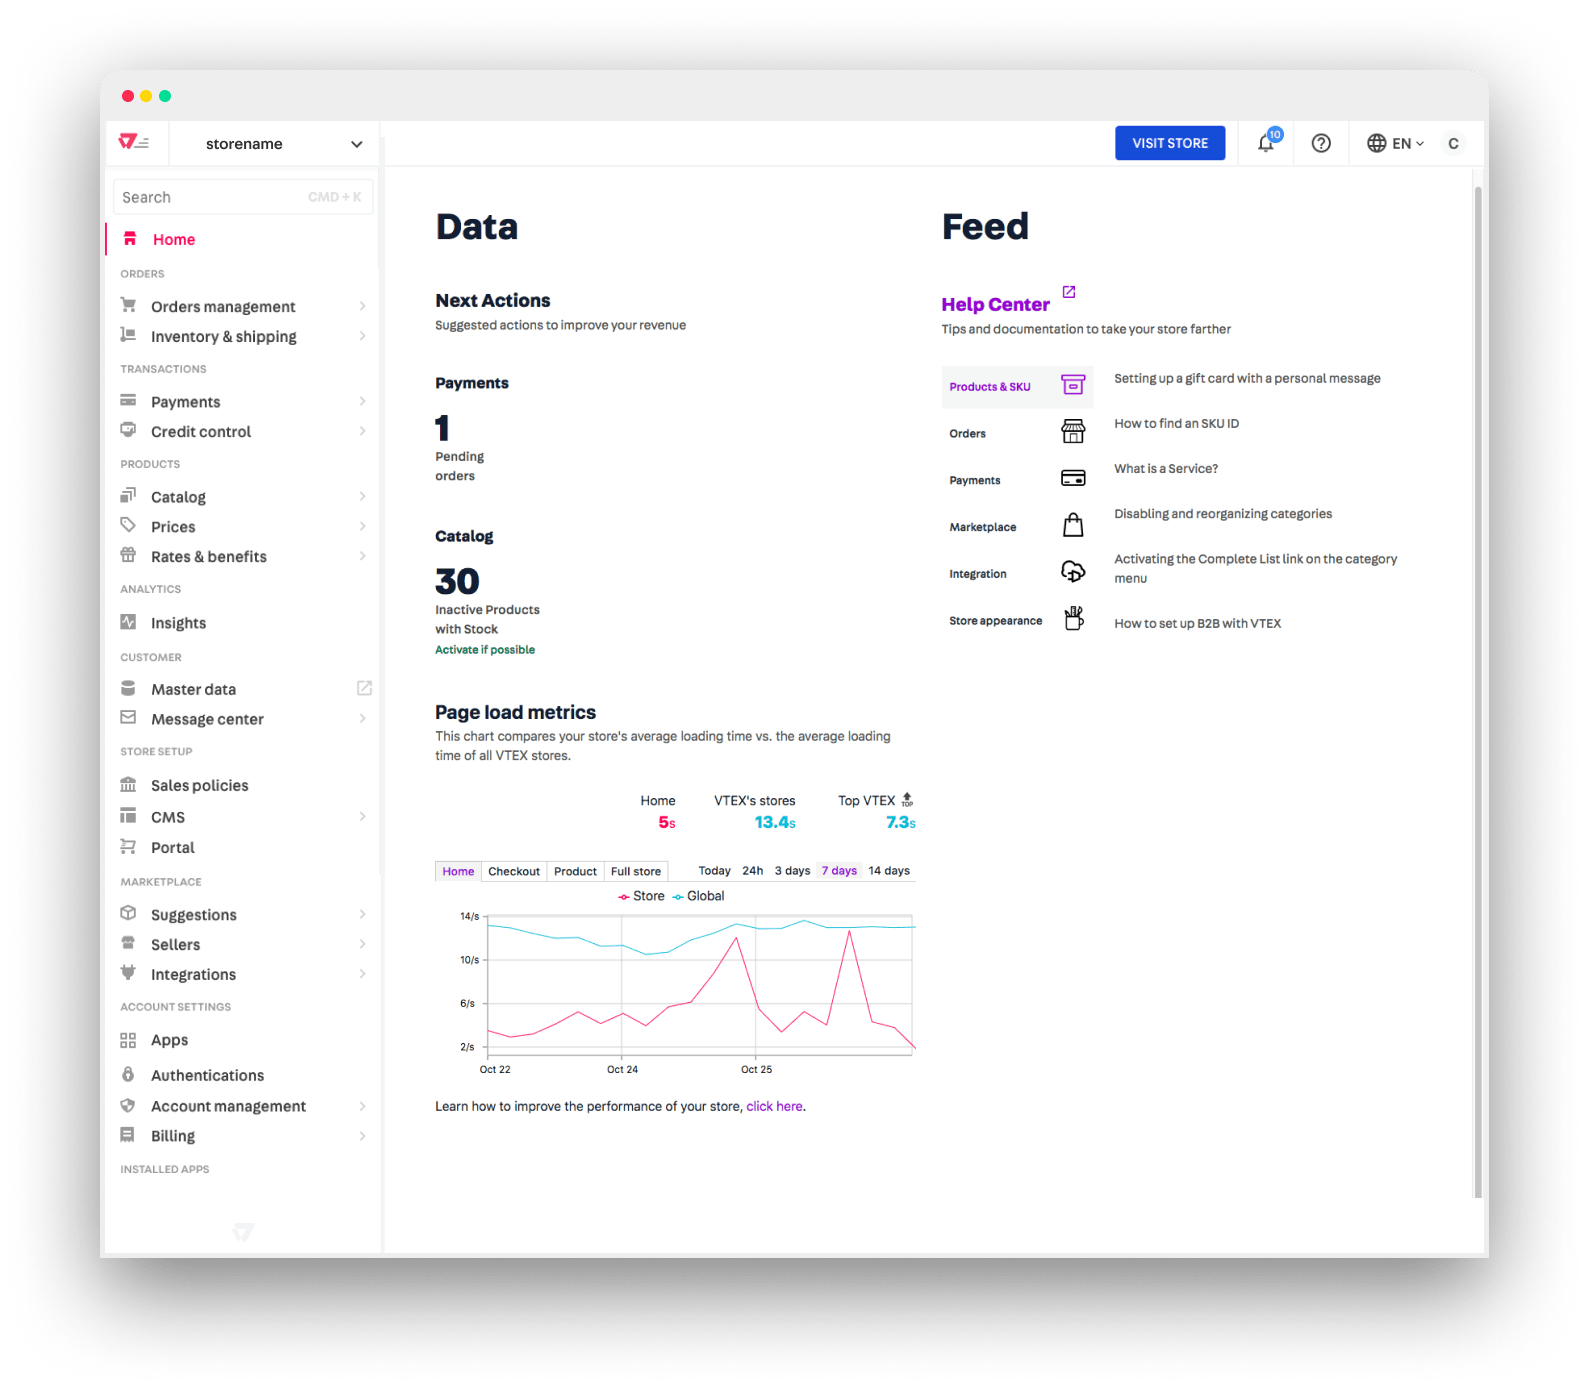 storename
VISIT STORE
10
EN
C
Search CMD + K
Home
ORDERS
Orders management
Inventory & shipping
TRANSACTIONS
Payments
Credit control
PRODUCTS
Catalog
Prices
Rates & benefits
ANALYTICS
Insights
CUSTOMER
Master data
Message center
STORE SETUP
Sales policies
CMS
Portal
MARKETPLACE
Suggestions
Sellers
Integrations
ACCOUNT SETTINGS
Apps
Authentications
Account management
Billing
INSTALLED APPS
Data
Next Actions
Suggested actions to improve your revenue
Payments
1
Pending
orders
Catalog
30
Inactive Products
with Stock
Activate if possible
Page load metrics
This chart compares your store's average loading time vs. the average loading
time of all VTEX stores.
Home VTEX's stores Top VTEX TOP
5s 13.4s 7.3s
Home Checkout Product Full store Today 24h 3 days 7 days 14 days
Store Global
14/s
10/s
6/s
2/s
Oct 22 Oct 24 Oct 25
Learn how to improve the performance of your store, click here.
Feed
Help Center
Tips and documentation to take your store farther
Products & SKU
Orders
Payments
Marketplace
Integration
Store appearance
Setting up a gift card with a personal message
How to find an SKU ID
What is a Service?
Disabling and reorganizing categories
Activating the Complete List link on the category
menu
How to set up B2B with VTEX